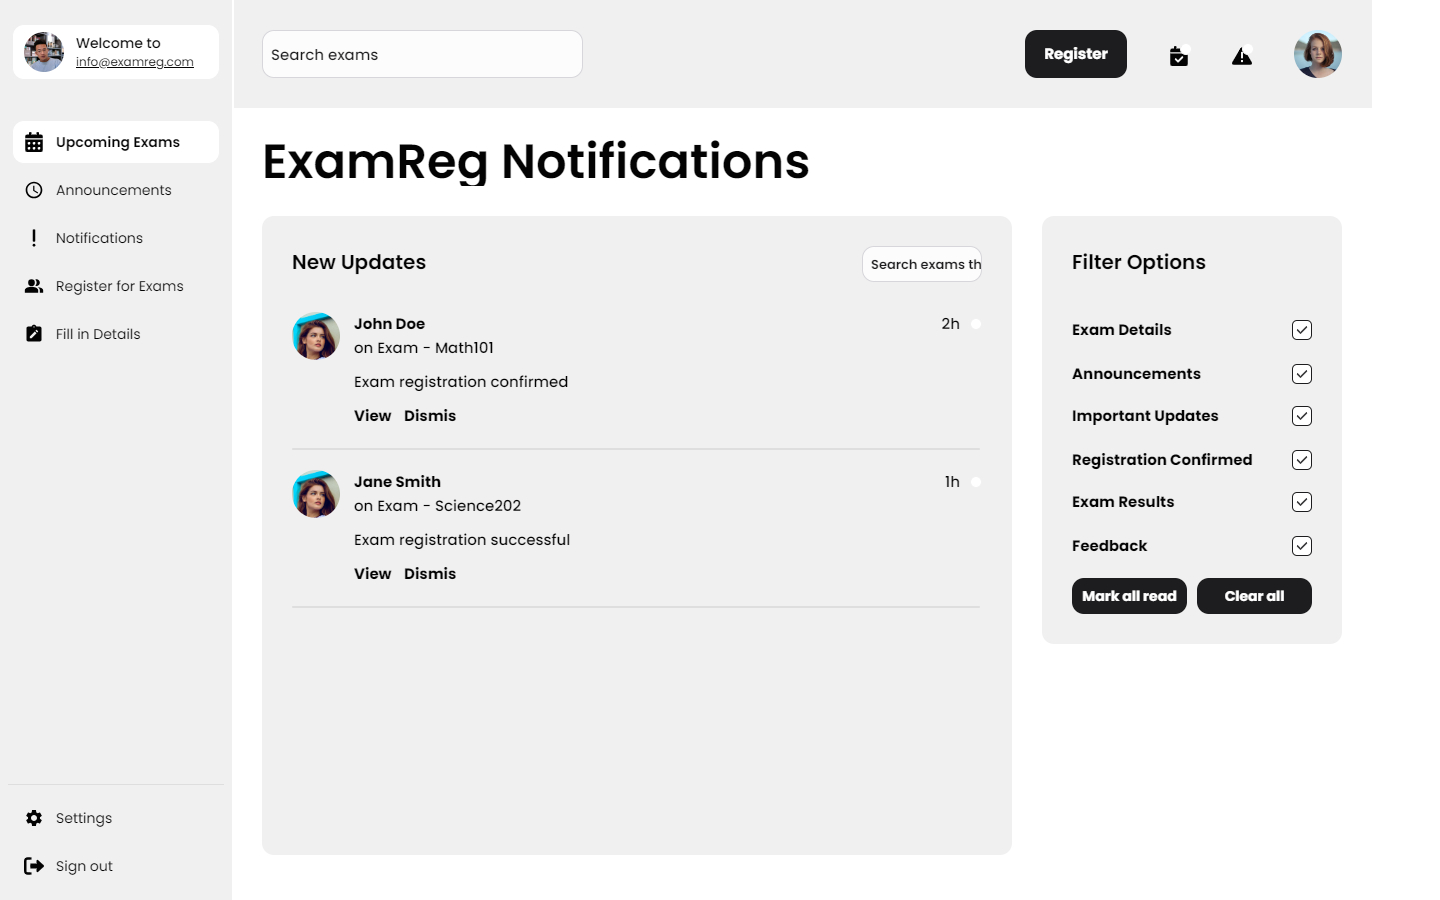 Welcome to
info@examreg.com
Upcoming Exams
Announcements
Notifications
Register for Exams
Fill in Details
Settings
Sign out
Search exams
Register
ExamReg Notifications
New Updates
Search exams th
John Doe
2h
on Exam - Math101
Exam registration confirmed
View Dismis
Jane Smith
1h
on Exam - Science202
Exam registration successful
View Dismis
Filter Options
Exam Details
Announcements
Important Updates
Registration Confirmed
Exam Results
Feedback
Mark all read
Clear all